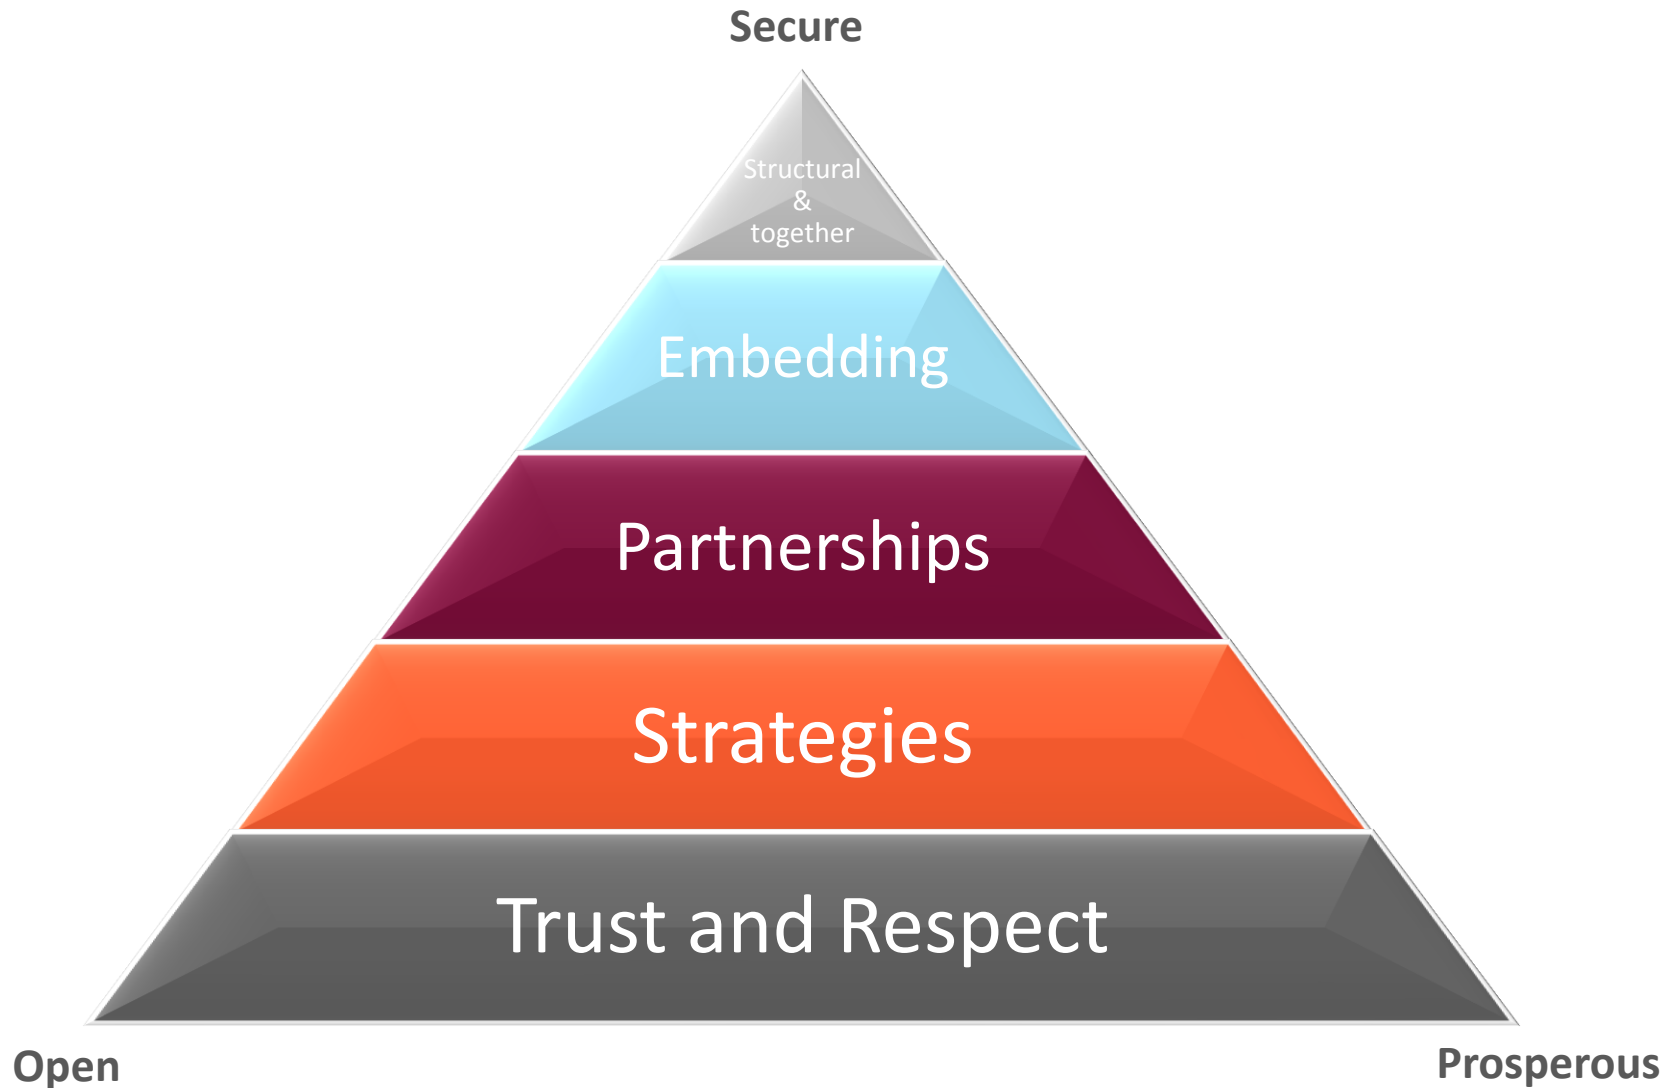 Secure
Structural
&
together
Embedding
Partnerships
Strategies
Trust and Respect
Open
Prosperous